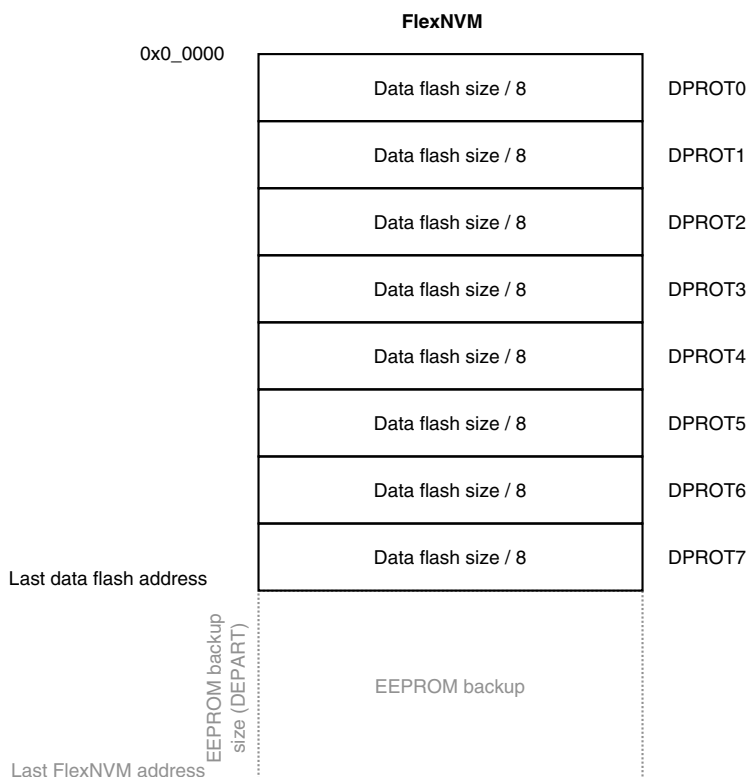 FlexNVM
0x0_0000
Data flash size / 8 DPROT0
Data flash size / 8 DPROT1
Data flash size / 8 DPROT2
Data flash size / 8 DPROT3
Data flash size / 8 DPROT4
Data flash size / 8 DPROT5
Data flash size / 8 DPROT6
Data flash size / 8 DPROT7
Last data flash address
EEPROM backup
size (DEPART)
EEPROM backup
Last FlexNVM address